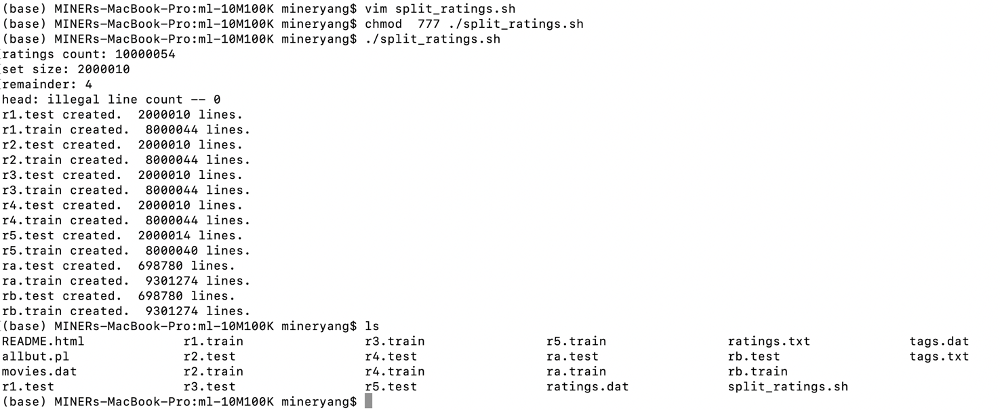 (base) MINERs-MacBook-Pro:ml-10M100K mineryang$ vim split_ratings.sh
(base) MINERs-MacBook-Pro:ml-10M100K mineryang$ chmod  777 ./split_ratings.sh
(base) MINERs-MacBook-Pro:ml-10M100K mineryang$ ./split_ratings.sh
ratings count: 10000054
set size: 2000010
remainder: 4
head: illegal line count -- 0
r1.test created.  2000010 lines.
r1.train created.  8000044 lines.
r2.test created.  2000010 lines.
r2.train created.  8000044 lines.
r3.test created.  2000010 lines.
r3.train created.  8000044 lines.
r4.test created.  2000010 lines.
r4.train created.  8000044 lines.
r5.test created.  2000014 lines.
r5.train created.  8000040 lines.
ra.test created.  698780 lines.
ra.train created.  9301274 lines.
rb.test created.  698780 lines.
rb.train created.  9301274 lines.
(base) MINERs-MacBook-Pro:ml-10M100K mineryang$ ls
README.html r1.train r3.train r5.train ratings.txt tags.dat
allbut.pl r2.test r4.test ra.test rb.test tags.txt
movies.dat r2.train r4.train ra.train rb.train
r1.test r3.test r5.test ratings.dat split_ratings.sh
(base) MINERs-MacBook-Pro:ml-10M100K mineryang$